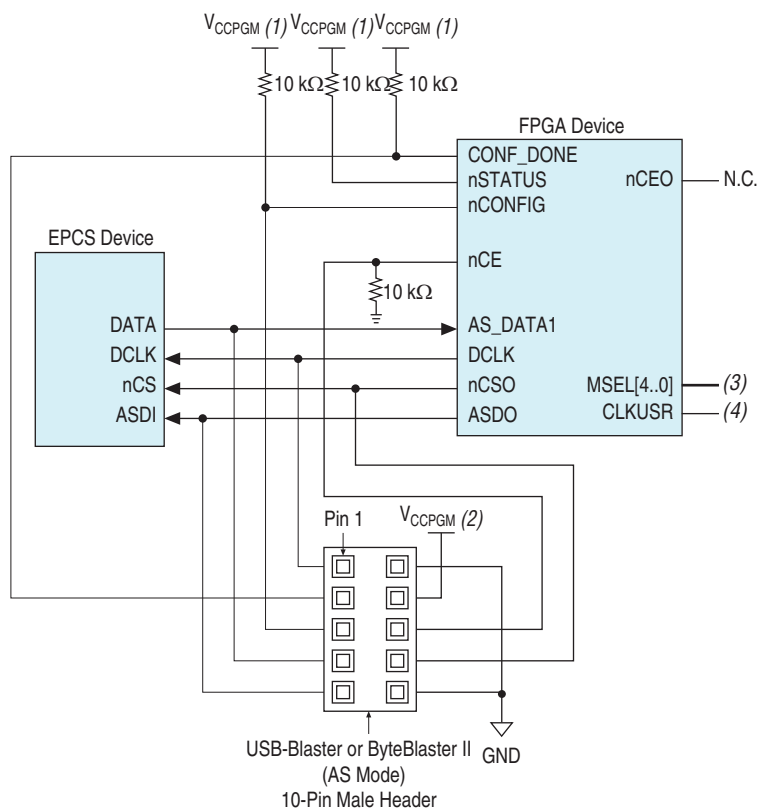 VCCPGM (1) VCCPGM (1) VCCPGM (1)
10 kΩ 10 kΩ 10 kΩ
FPGA Device
CONF_DONE
nSTATUS
nCEO
N.C.
nCONFIG
EPCS Device
nCE
10 kΩ
DATA
AS_DATA1
DCLK
DCLK
nCS
nCSO
MSEL[4..0]
(3)
ASDI
ASDO
CLKUSR
(4)
Pin 1
VCCPGM (2)
USB-Blaster or ByteBlaster II
(AS Mode)
10-Pin Male Header
GND